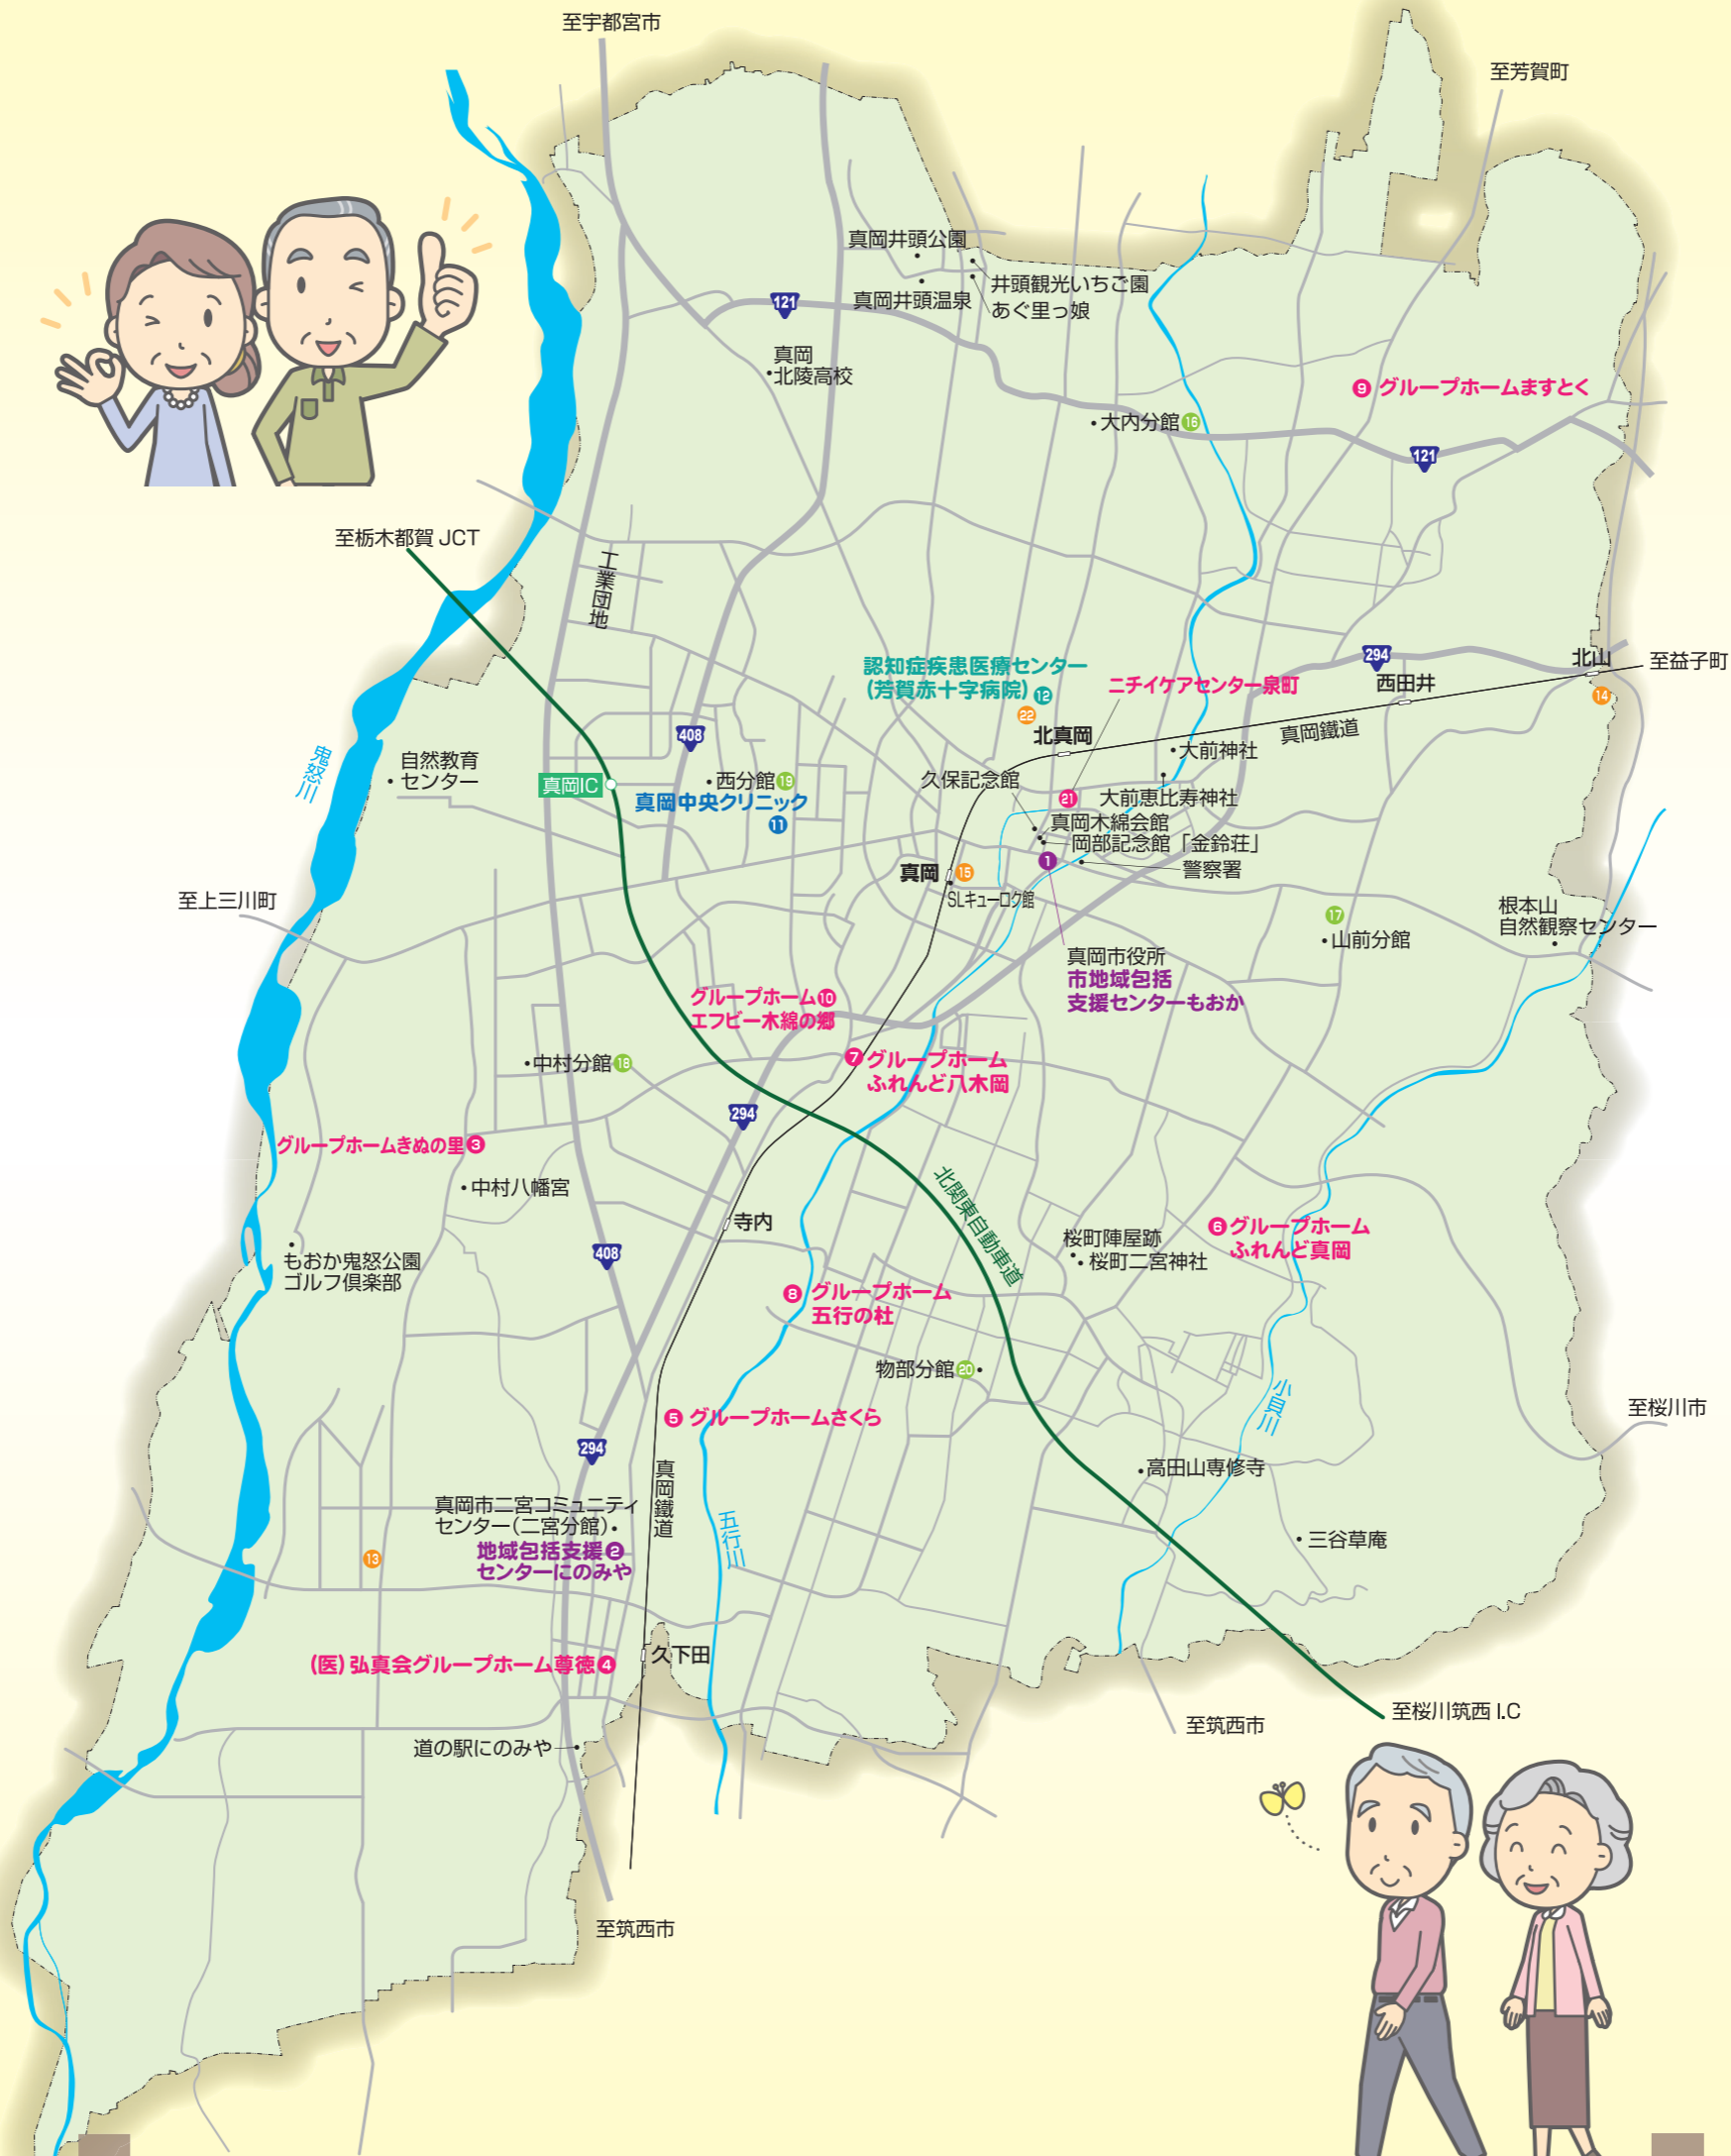 至宇都宮市
至芳賀町
真岡井頭公園
井頭観光いちご園
真岡井頭温泉
あぐ里っ娘
121
真岡
北陵高校
9 グループホームますとく
大内分館 16
121
至栃木都賀 JCT
工業団地
認知症疾患医療センター
(芳賀赤十字病院) 12
22
ニチイケアセンター泉町
294
北山
至益子町
西田井
14
408
北真岡
真岡鐵道
大前神社
鬼怒川
自然教育
センター
真岡IC
西分館 19
久保記念館
真岡中央クリニック
11
21
大前恵比寿神社
真岡木綿会館
岡部記念館「金鈴荘」
1
警察署
真岡 15
SLキューロク館
至上三川町
17
山前分館
根本山
自然観察センター
真岡市役所
市地域包括
支援センターもおか
グループホーム 10
エフビー木綿の郷
中村分館 18
7 グループホーム
ふれんど八木岡
294
グループホームきぬの里 3
中村八幡宮
北関東自動車道
寺内
6 グループホーム
ふれんど真岡
桜町陣屋跡
桜町二宮神社
408
もおか鬼怒公園
ゴルフ倶楽部
8 グループホーム
五行の杜
物部分館 20
小貝川
至桜川市
5 グループホームさくら
294
真岡鐵道
高田山専修寺
真岡市二宮コミュニティ
センター(二宮分館)
五行川
三谷草庵
地域包括支援 2
センターにのみや
13
(医)弘真会グループホーム尊徳 4
久下田
至桜川筑西 I.C
至筑西市
道の駅にのみや
至筑西市